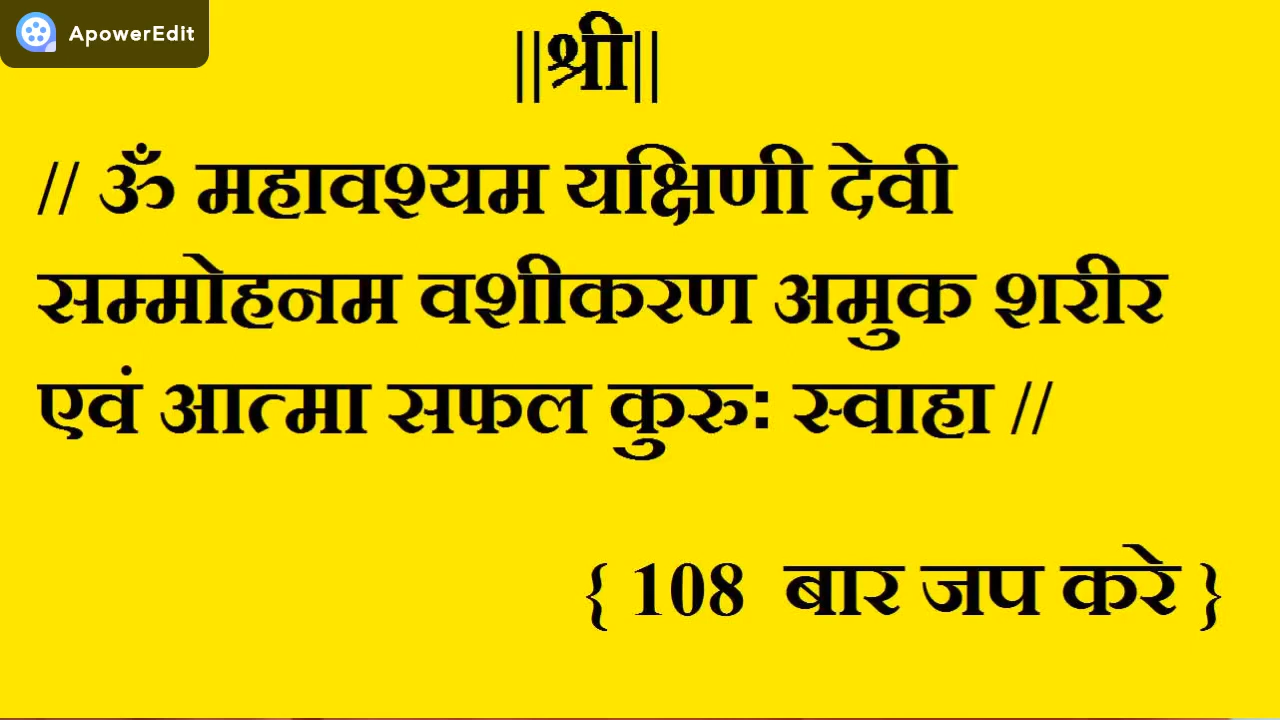 ApowerEdit
||श्री||
// ॐ महावश्यम यक्षिणी देवी
सम्मोहनम वशीकरण अमुक शरीर
एवं आत्मा सफल कुरुः स्वाहा //
{ 108 बार जप करे }